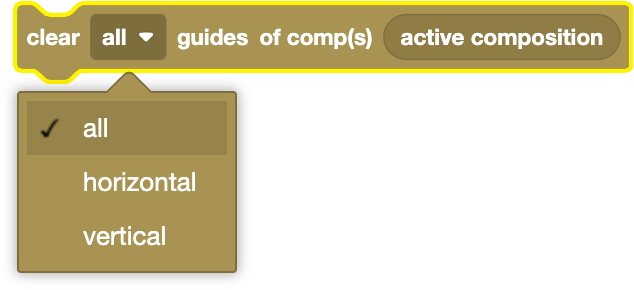 clear all guides of comp(s) active composition
all
horizontal
vertical